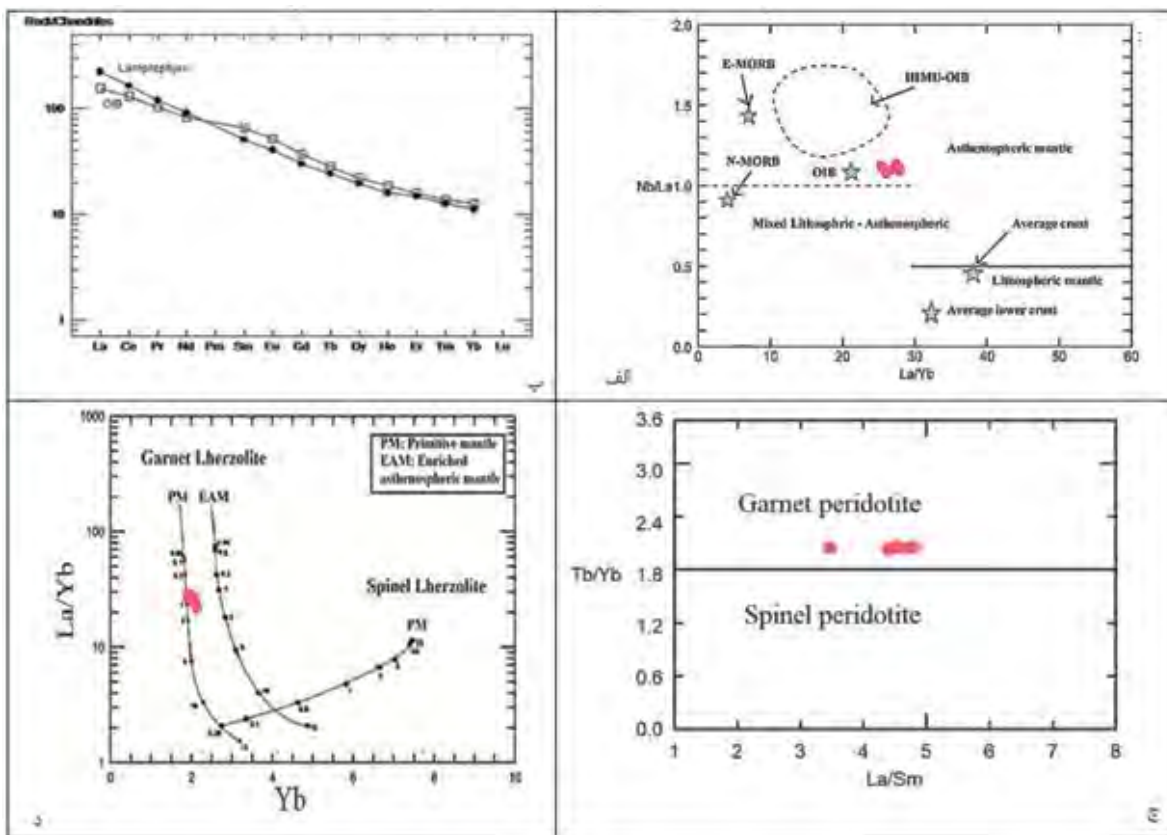 Rock/Chondrites
Lamprophyre
OIB
100
10
1
La Ce Pr Nd Pm Sm Eu Gd Tb Dy Ho Er Tm Yb Lu
2.0
E-MORB
HIMU-OIB
1.5
Asthenospheric mantle
N-MORB
OIB
Nb/La1.0
Mixed Lithosphric - Asthenospheric
Average crust
0.5
Lithospheric mantle
Average lower crust
0.0
0 10 20 30 40 50 60
La/Yb
الف
1000
Garnet Lherzolite
PM: Primitive mantle
EAM: Enriched
asthenospheric mantle
PM EAM
100
La/Yb
Spinel Lherzolite
PM
10
1
0 2 4 6 8 10
Yb
3.6
3.0
Garnet peridotite
2.4
Tb/Yb
1.8
Spinel peridotite
1.2
0.6
0.0
1 2 3 4 5 6 7 8
La/Sm